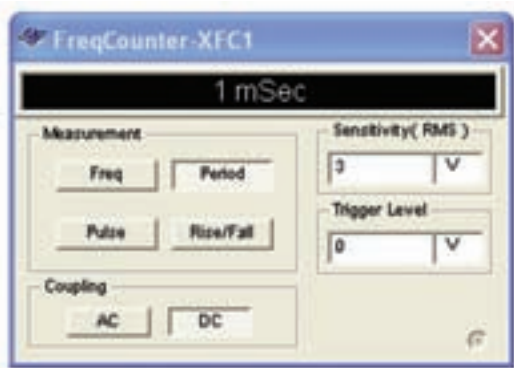 FreqCounter-XFC1
1 mSec
Measurement
Freq Period
Pulse Rise/Fall
Coupling
AC DC
Sensitivity( RMS )
3 V
Trigger Level
0 V